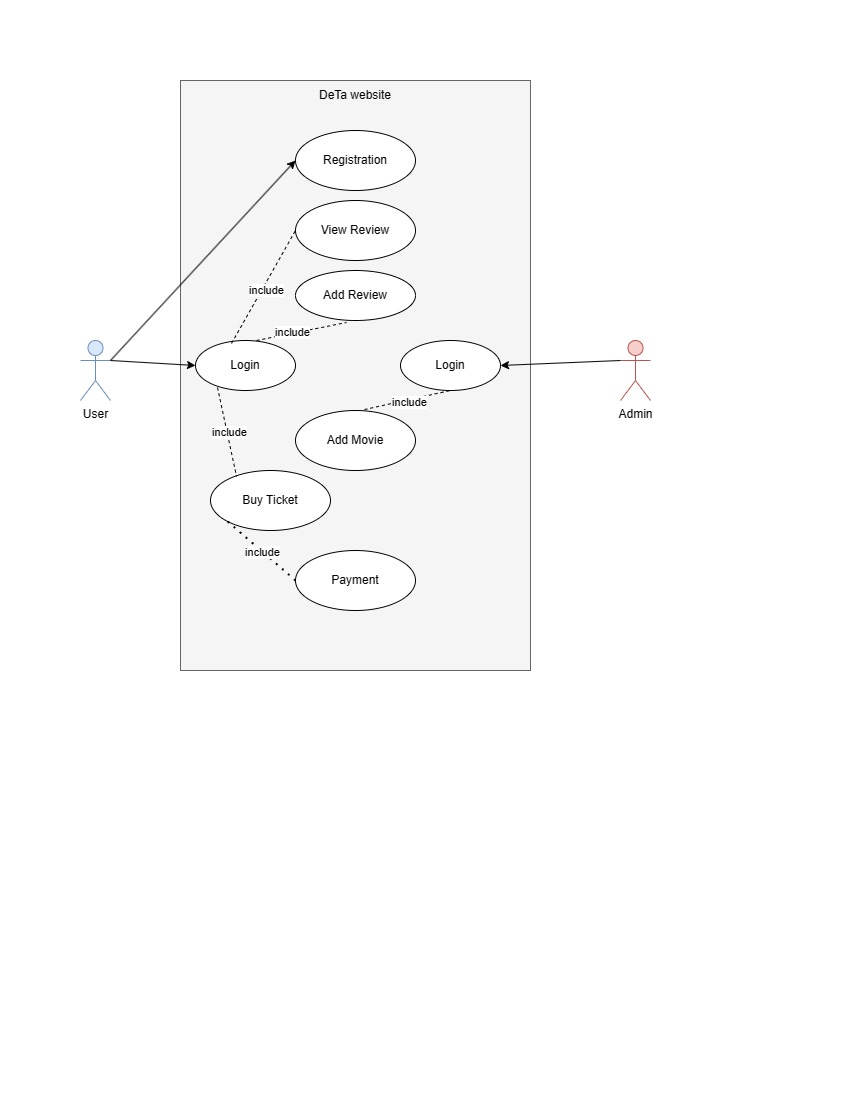 DeTa website
Registration
View Review
include
Add Review
include
Login
Login
User
Admin
include
Add Movie
include
Buy Ticket
include
Payment